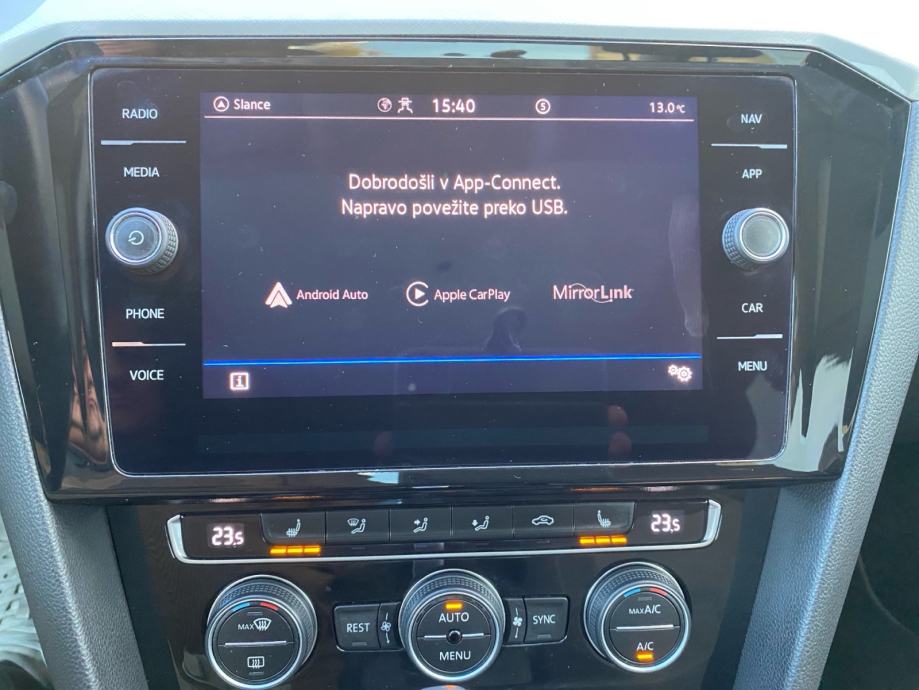 Slance 15:40 S 13.0°C
RADIO
MEDIA
PHONE
VOICE
Dobrodošli v App-Connect.
Napravo povežite preko USB.
Android Auto Apple CarPlay MirrorLink
i
NAV
APP
CAR
MENU
23.5 23.5
MAX REST AUTO SYNC MAX A/C
MENU A/C